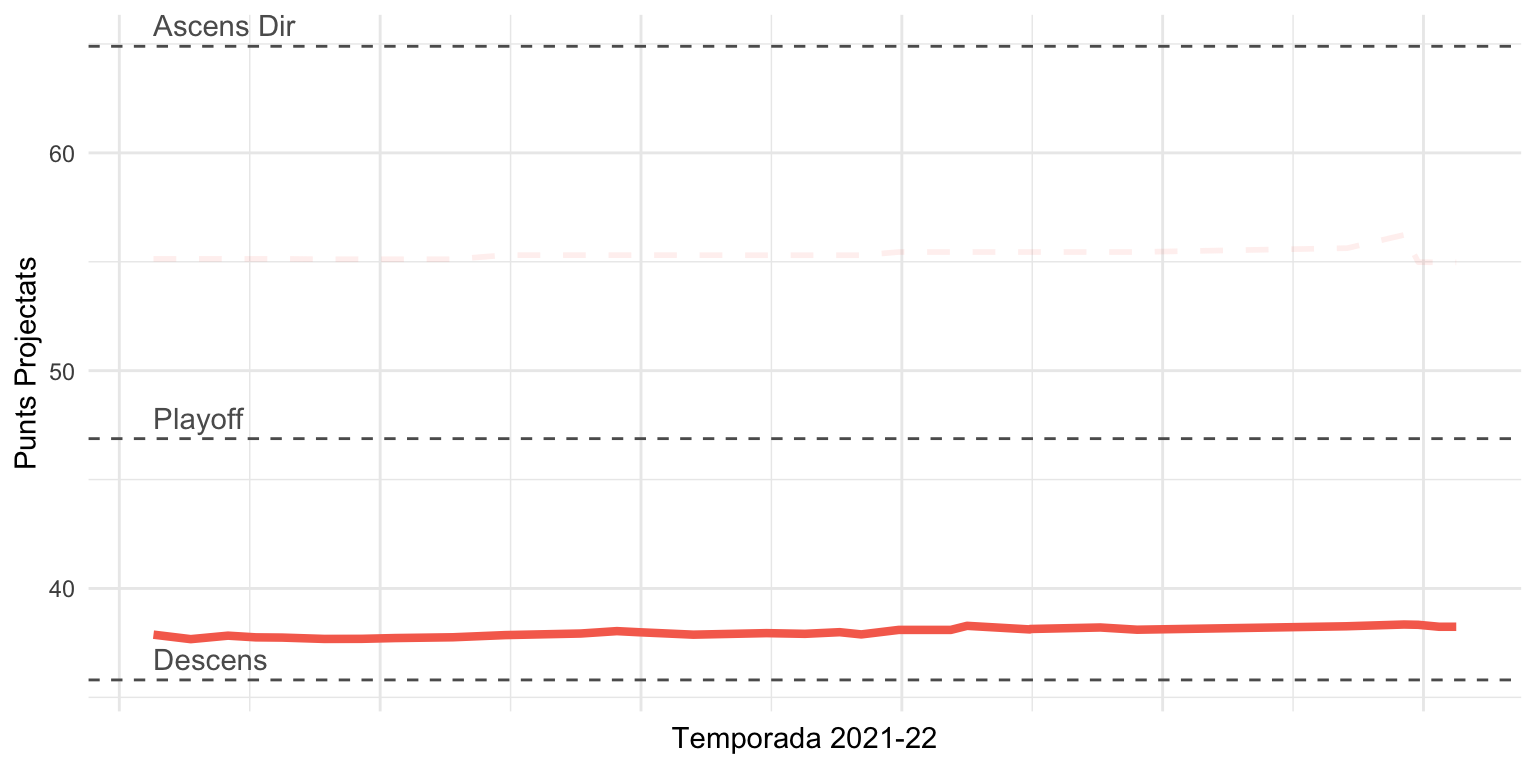 Ascens Dir
60
50
Playoff
40
Descens
Punts Projectats
Temporada 2021-22